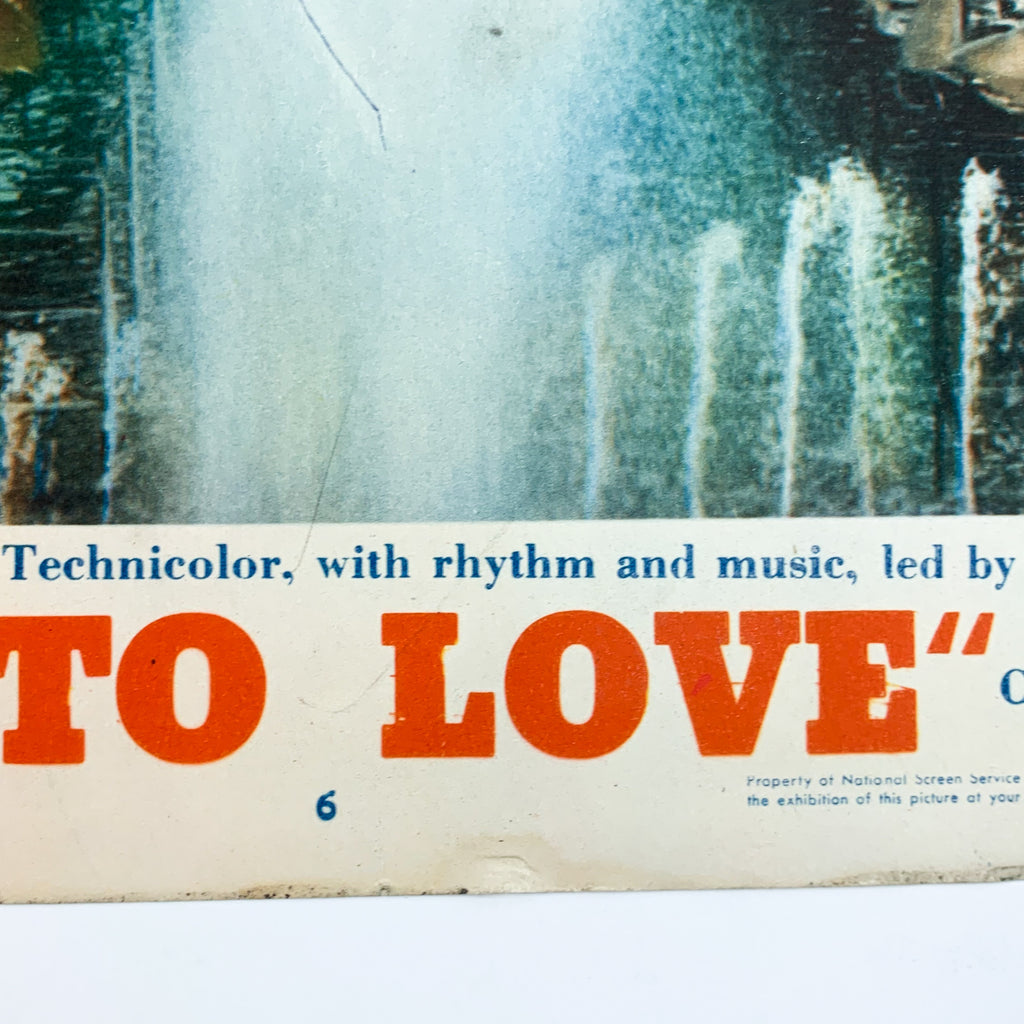 Technicolor, with rhythm and music, led by
TO LOVE“
6
Property of National Screen Service
the exhibition of this picture at your